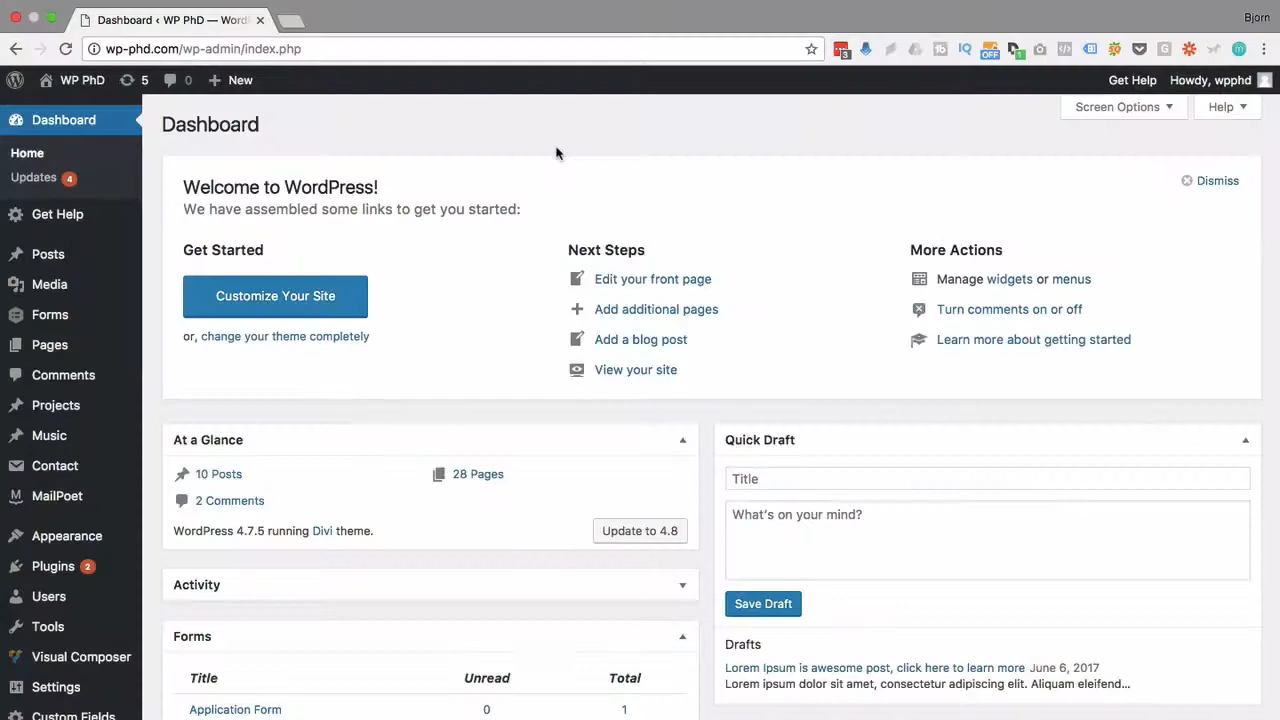 Dashboard ‹ WP PhD — Word
Bjorn
wp-phd.com/wp-admin/index.php
3
IQ
OFF
1
WP PhD 5 0 New
Get Help Howdy, wpphd
Dashboard
Home
Updates 4
Get Help
Posts
Media
Forms
Pages
Comments
Projects
Music
Contact
MailPoet
Appearance
Plugins 2
Users
Tools
Visual Composer
Settings
Custom Fields
Screen Options
Help
Dashboard
Welcome to WordPress!
We have assembled some links to get you started:
Dismiss
Get Started
Customize Your Site
or, change your theme completely
Next Steps
Edit your front page
Add additional pages
Add a blog post
View your site
More Actions
Manage widgets or menus
Turn comments on or off
Learn more about getting started
At a Glance
10 Posts
28 Pages
2 Comments
WordPress 4.7.5 running Divi theme.
Update to 4.8
Activity
Forms
Title Unread Total
Application Form 0 1
Quick Draft
Title
What's on your mind?
Save Draft
Drafts
Lorem Ipsum is awesome post, click here to learn more June 6, 2017
Lorem ipsum dolor sit amet, consectetur adipiscing elit. Aliquam eleifend…